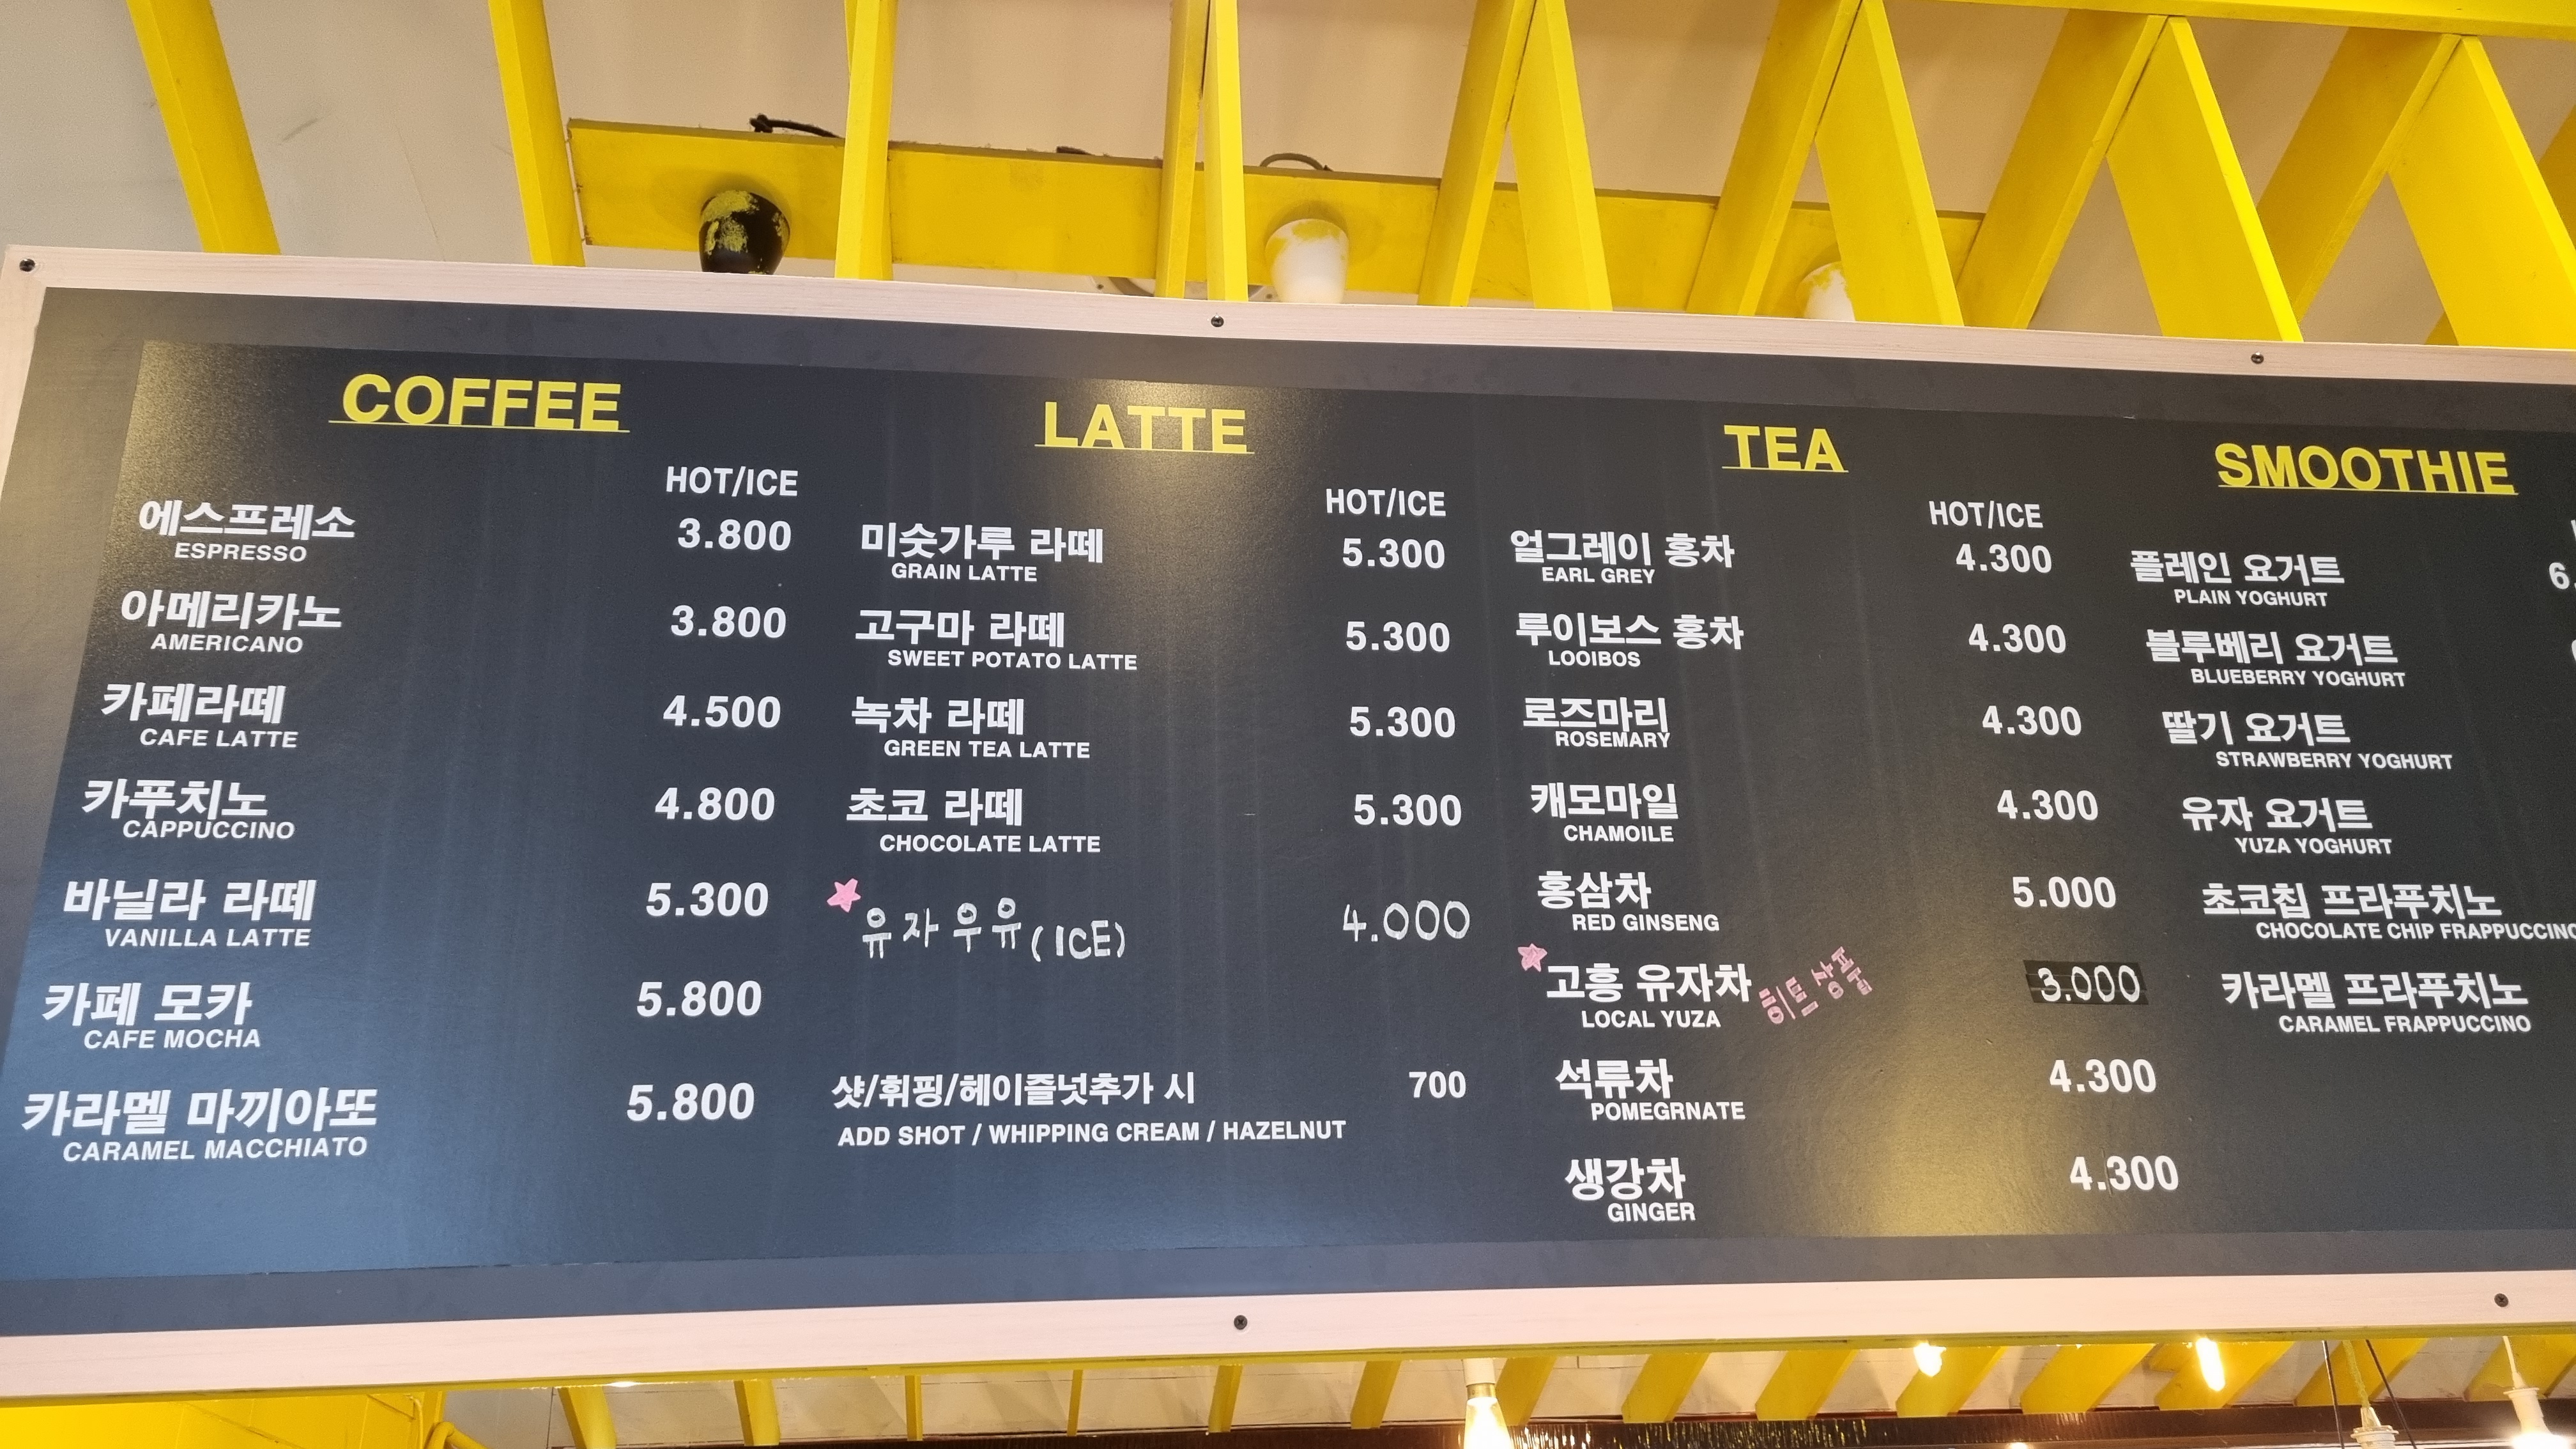 COFFEE
HOT/ICE
에스프레소 3.800
ESPRESSO
아메리카노 3.800
AMERICANO
카페라떼 4.500
CAFE LATTE
카푸치노 4.800
CAPPUCCINO
바닐라 라떼 5.300
VANILLA LATTE
카페 모카 5.800
CAFE MOCHA
카라멜 마끼아또 5.800
CARAMEL MACCHIATO
LATTE
HOT/ICE
미숫가루 라떼 5.300
GRAIN LATTE
고구마 라떼 5.300
SWEET POTATO LATTE
녹차 라떼 5.300
GREEN TEA LATTE
초코 라떼 5.300
CHOCOLATE LATTE
유자우유(ICE) 4.000
샷/휘핑/헤이즐넛추가 시 700
ADD SHOT / WHIPPING CREAM / HAZELNUT
TEA
HOT/ICE
얼그레이 홍차 4.300
EARL GREY
루이보스 홍차 4.300
LOOIBOS
로즈마리 4.300
ROSEMARY
캐모마일 4.300
CHAMOILE
홍삼차 5.000
RED GINSENG
고흥 유자차 히트상품 3.000
LOCAL YUZA
석류차 4.300
POMEGRNATE
생강차 4.300
GINGER
SMOOTHIE
플레인 요거트
PLAIN YOGHURT
블루베리 요거트
BLUEBERRY YOGHURT
딸기 요거트
STRAWBERRY YOGHURT
유자 요거트
YUZA YOGHURT
초코칩 프라푸치노
CHOCOLATE CHIP FRAPPUCCINO
카라멜 프라푸치노
CARAMEL FRAPPUCCINO